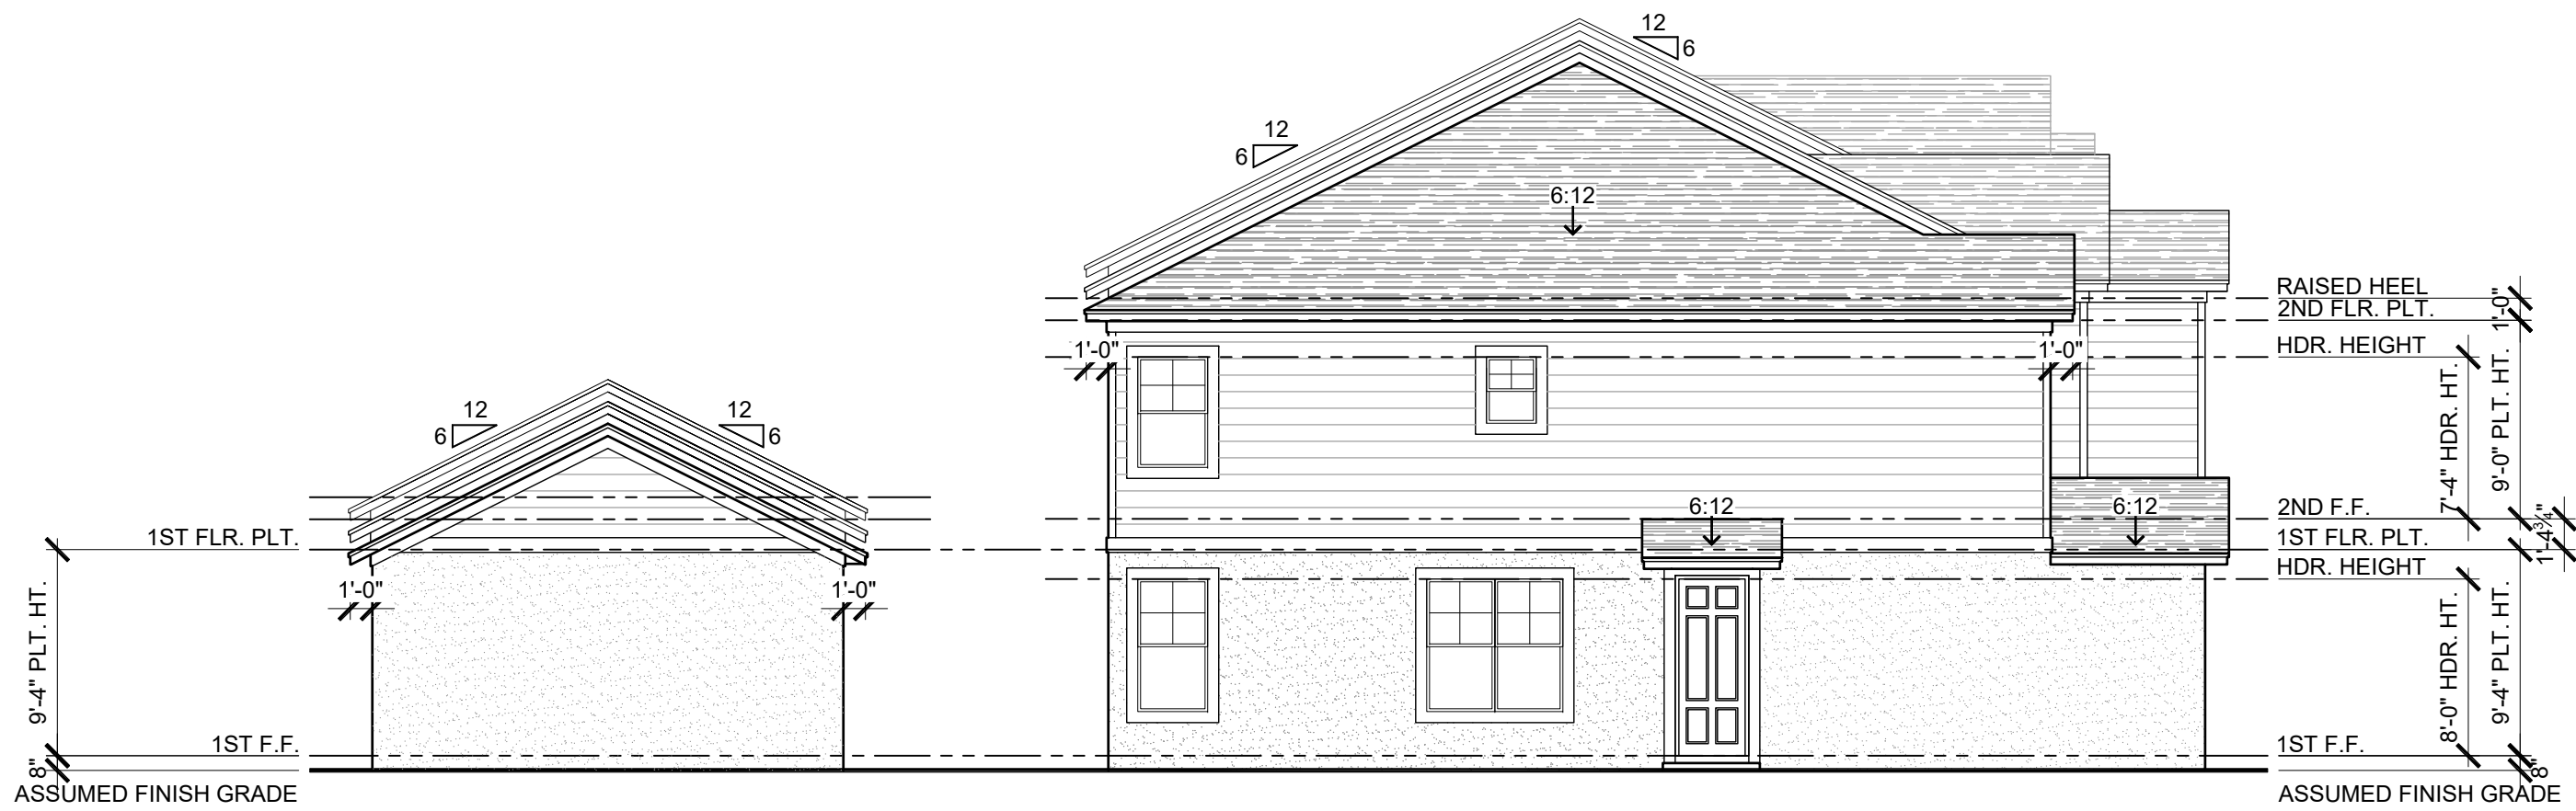 12
6
12
6
6:12
RAISED HEEL
1'-0"
2ND FLR. PLT.
HDR. HEIGHT
1'-0"
1'-0"
7'-4" HDR. HT.
9'-0" PLT. HT.
12
6
12
6
6:12
6:12
2ND F.F.
1'-4¾"
1ST FLR. PLT.
1ST FLR. PLT.
HDR. HEIGHT
1'-0"
1'-0"
9'-4" PLT. HT.
8'-0" HDR. HT.
9'-4" PLT. HT.
1ST F.F.
1ST F.F.
8"
8"
ASSUMED FINISH GRADE
ASSUMED FINISH GRADE